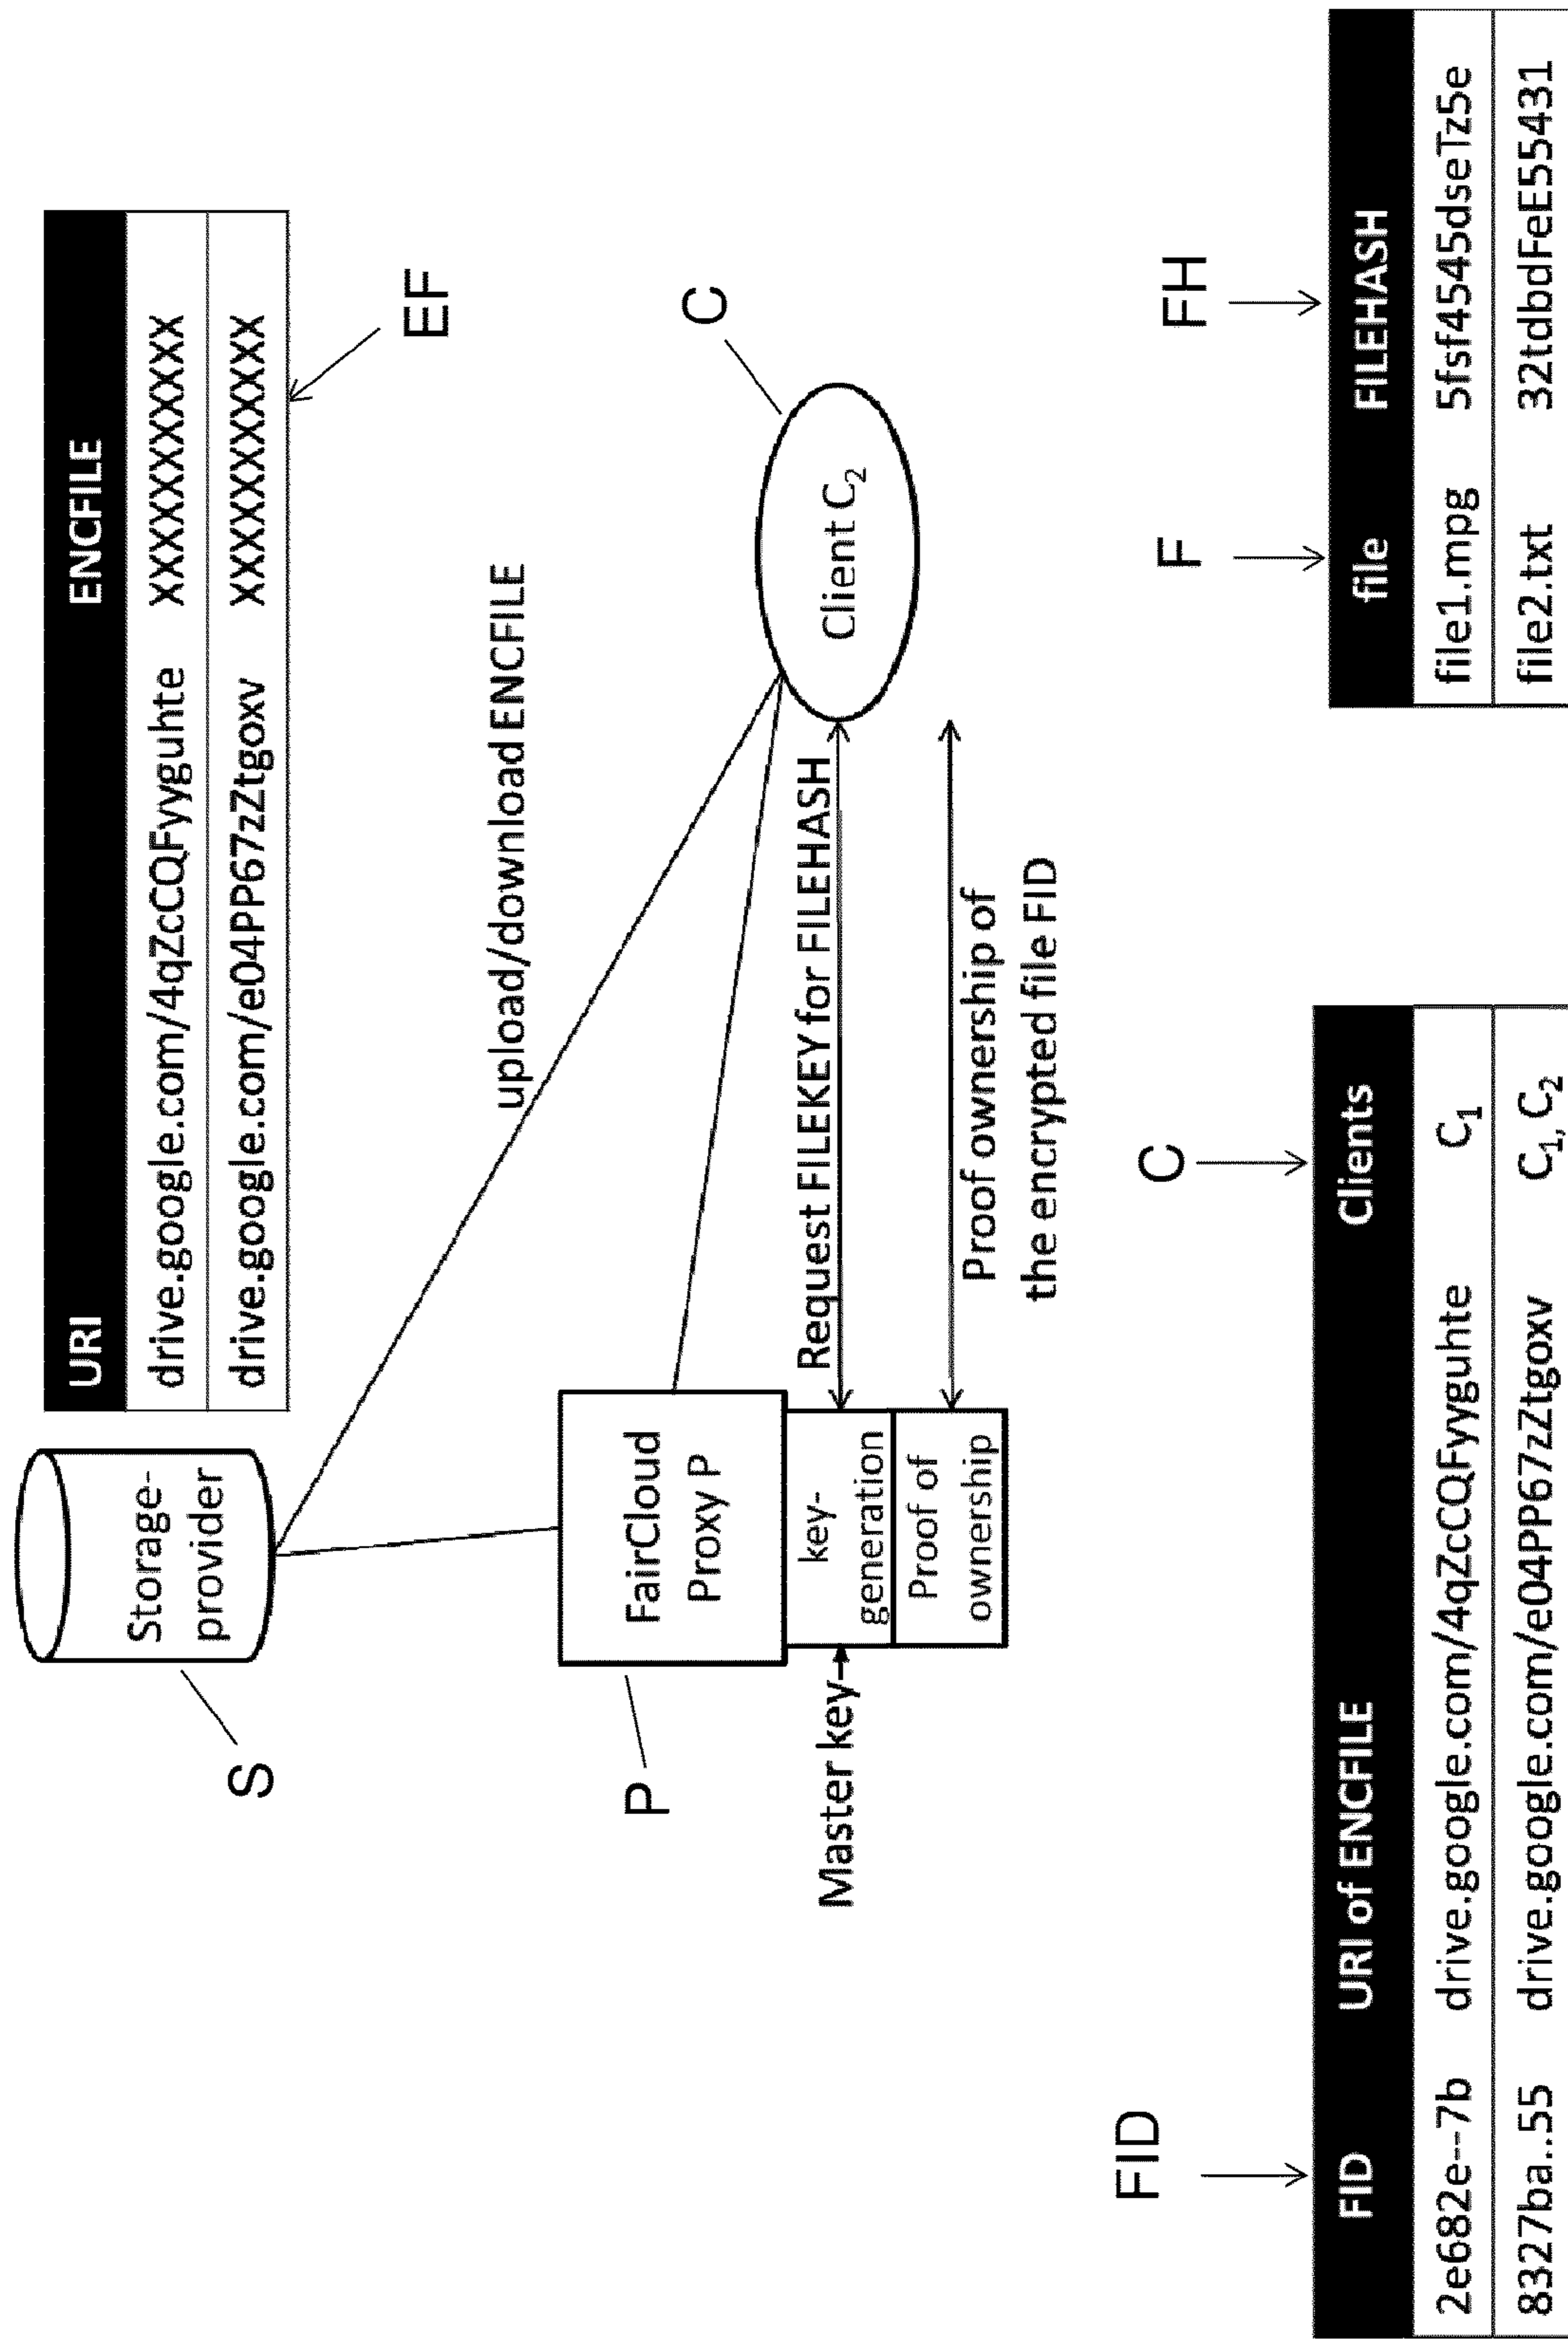 URI ENCFILE
drive.google.com/4qZcCQFyyguhte XXXXXXXXXX
drive.google.com/e04PP67zZtgoxv XXXXXXXXXX
EF
Storage-
provider
S
upload/download ENCFILE
C
Client C₂
FairCloud
Proxy P
P
key-
generation
Proof of
ownership
Master key
Request FILEKEY for FILEHASH
Proof ownership of
the encrypted file FID
FID
C
FID URI of ENCFILE Clients
2e682e--7b drive.google.com/4qZcCQFyyguhte C₁
8327ba..55 drive.google.com/e04PP67zZtgoxv C₁, C₂
F
FH
file FILEHASH
file1.mpg 5fsf4545dseTz5e
file2.txt 32tdbdFeE55431